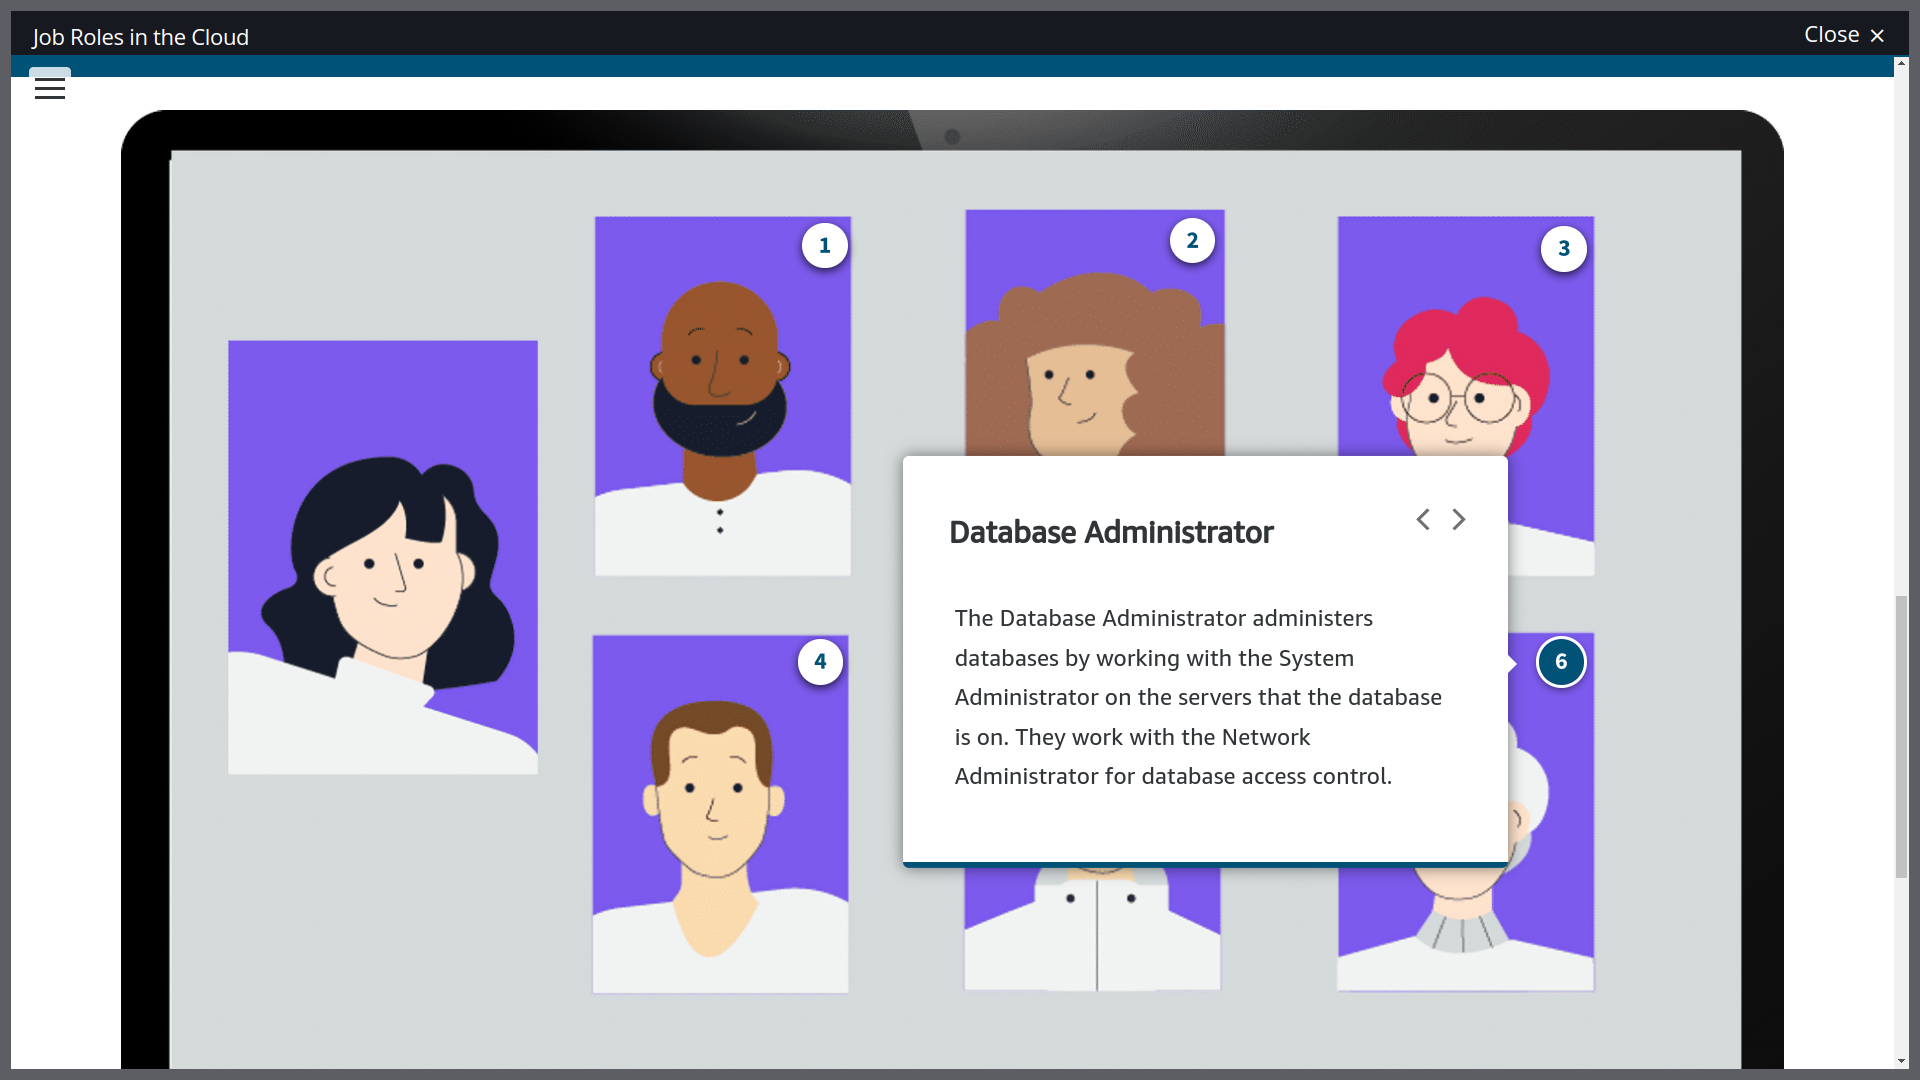 Job Roles in the Cloud
Close ×
1
2
3
Database Administrator
The Database Administrator administers
databases by working with the System
Administrator on the servers that the database
is on. They work with the Network
Administrator for database access control.
4
6